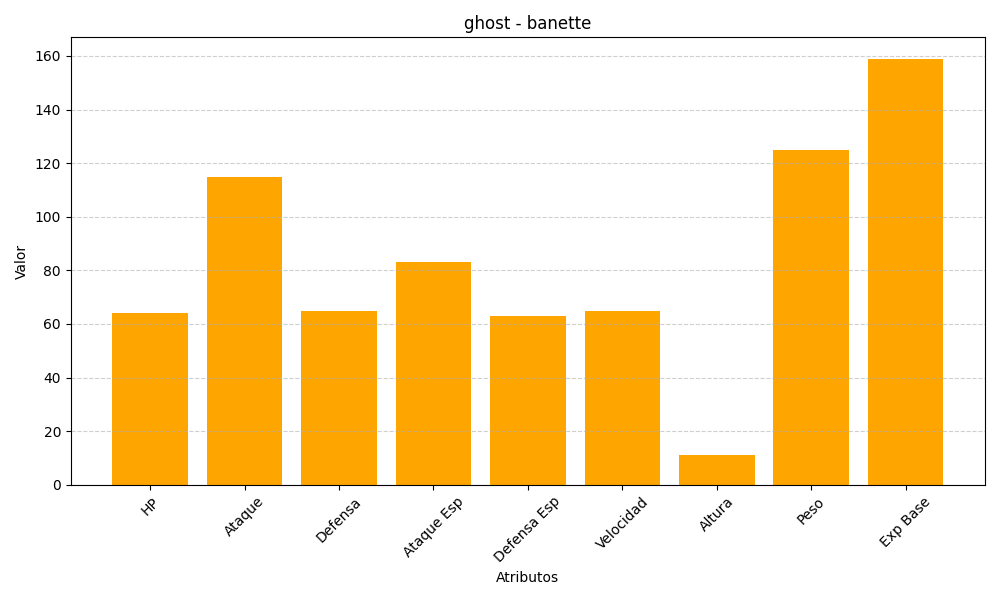 ghost - banette
Valor
160
140
120
100
80
60
40
20
0
HP
Ataque
Defensa
Ataque Esp
Defensa Esp
Velocidad
Altura
Peso
Exp Base
Atributos